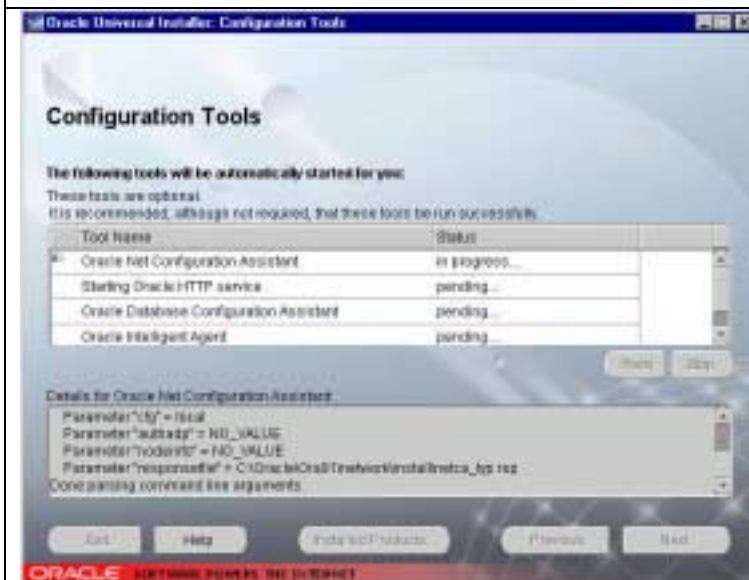 Oracle Universal Installer: Configuration Tools
Configuration Tools
The following tools will be automatically started for you:
These tools are optional.
It is recommended, although not required, that these tools be run successfully.
Tool Name Status
Oracle Net Configuration Assistant in progress...
Starting Oracle HTTP service pending...
Oracle Database Configuration Assistant pending...
Oracle Intelligent Agent pending...
Stop
Details for Oracle Net Configuration Assistant
Parameter "cfg" = local
Parameter "authadp" = NO_VALUE
Parameter "nodeinfo" = NO_VALUE
Parameter "responsefile" =
Done parsing command line arguments
Exit Help Installed Products... Previous Next
ORACLE SOFTWARE POWERS THE INTERNET